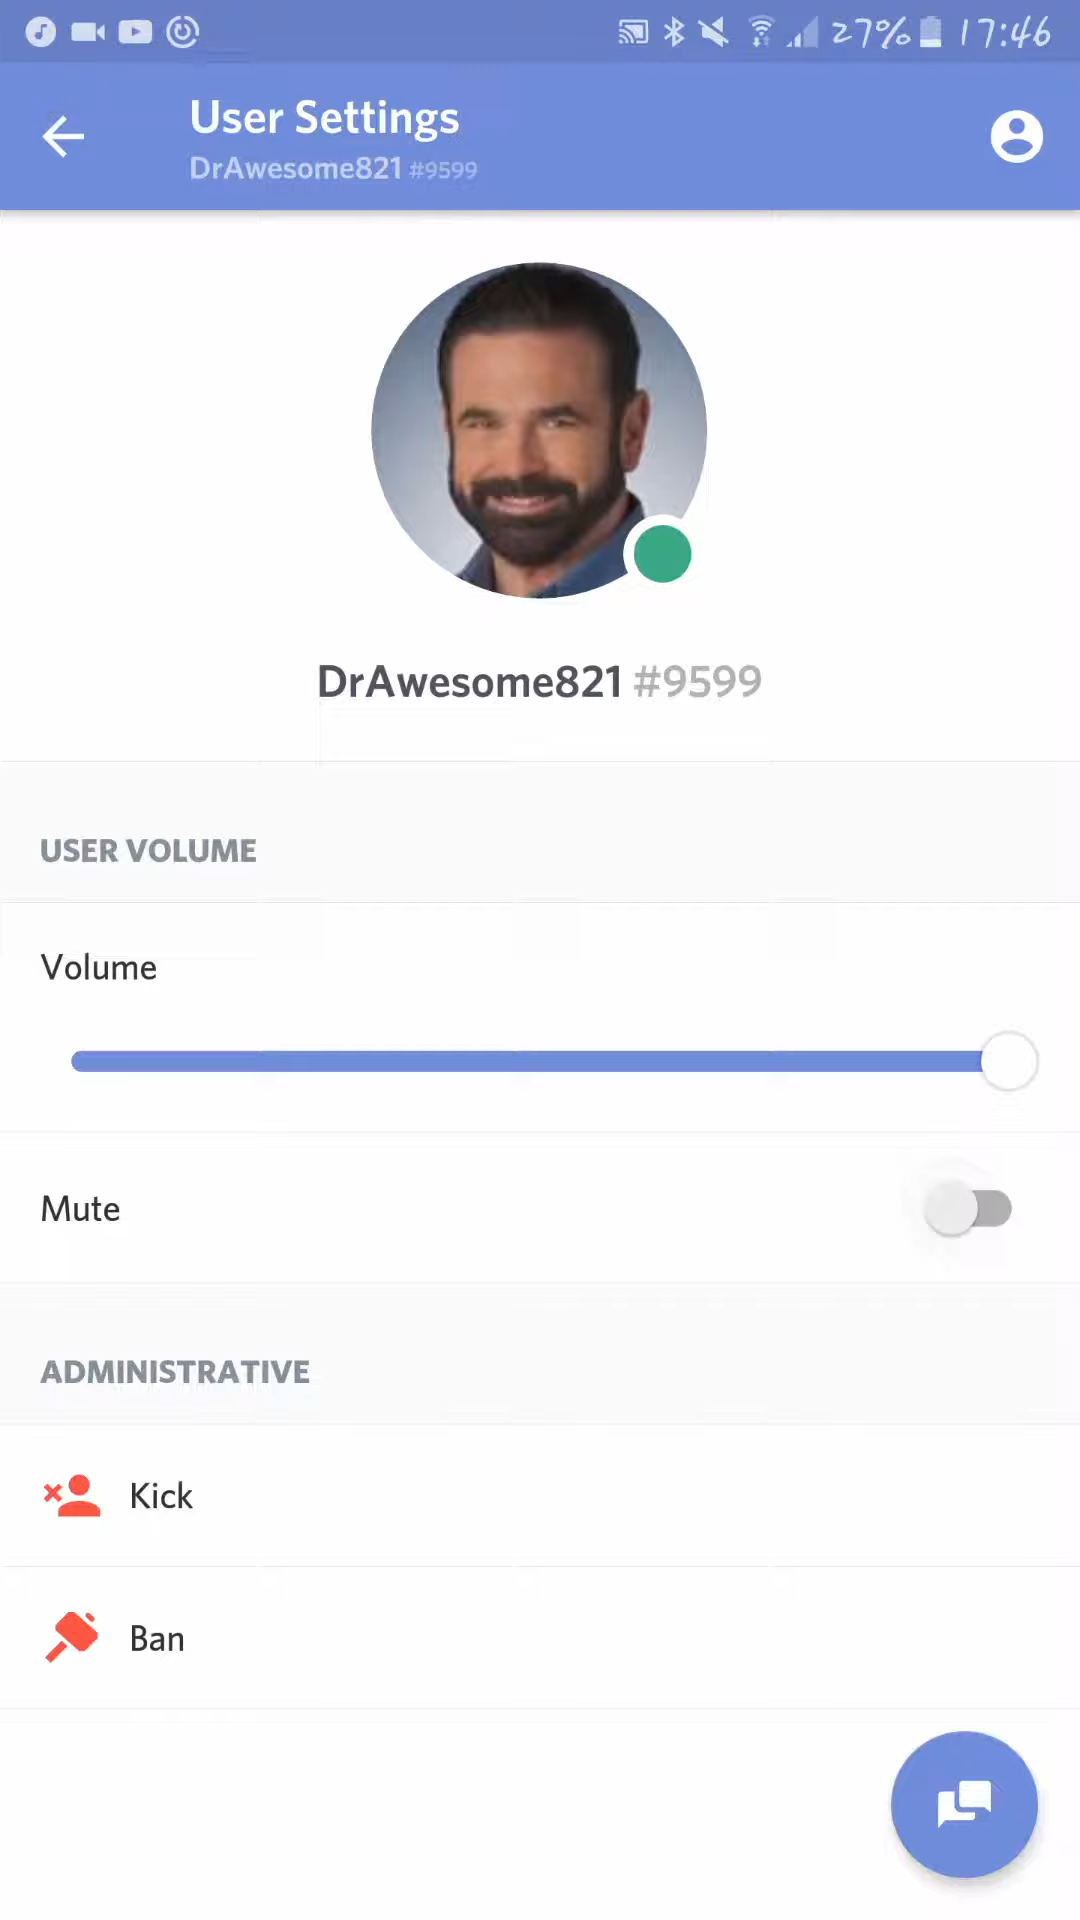 27% 17:46
User Settings
DrAwesome821 #9599
DrAwesome821 #9599
USER VOLUME
Volume
Mute
ADMINISTRATIVE
Kick
Ban